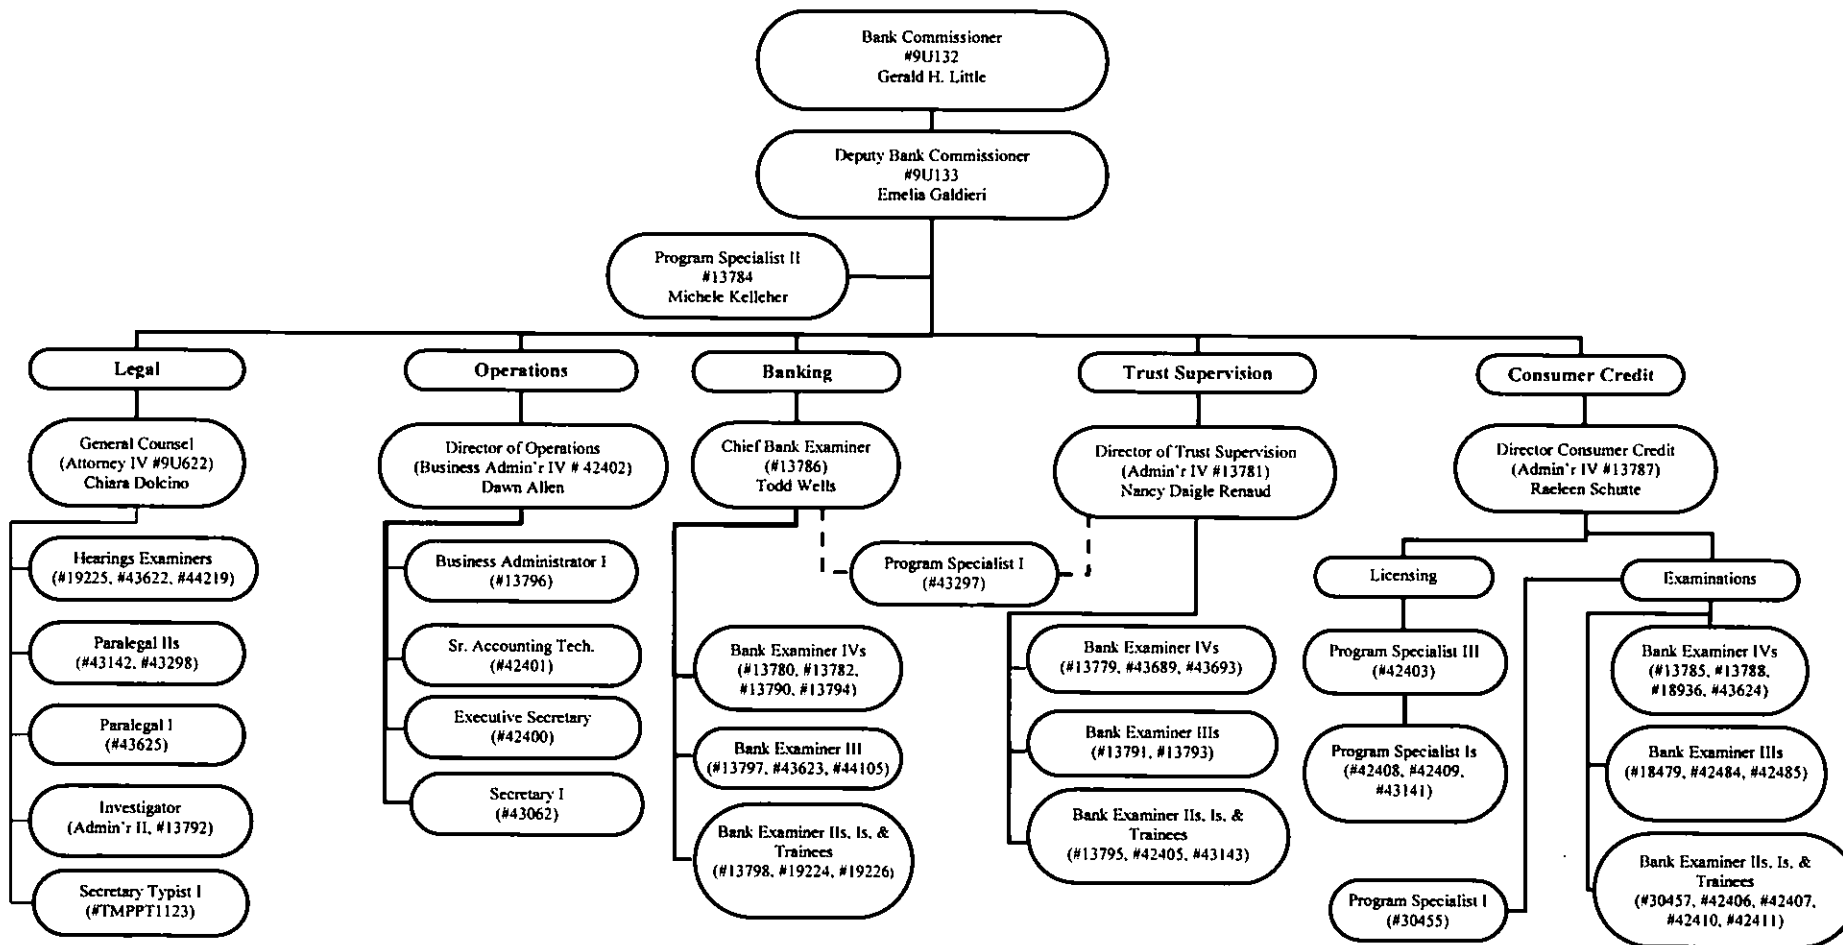 Bank Commissioner
#9U132
Gerald H. Little
Deputy Bank Commissioner
#9U133
Emelia Galdieri
Program Specialist II
#13784
Michele Kelleher
Legal
General Counsel
(Attorney IV #9U622)
Chiara Dolcino
Hearings Examiners
(#19225, #43622, #44219)
Paralegal IIs
(#43142, #43298)
Paralegal I
(#43625)
Investigator
(Admin'r II, #13792)
Secretary Typist I
(#TMPPT1123)
Operations
Director of Operations
(Business Admin'r IV # 42402)
Dawn Allen
Business Administrator I
(#13796)
Sr. Accounting Tech.
(#42401)
Executive Secretary
(#42400)
Secretary I
(#43062)
Banking
Chief Bank Examiner
(#13786)
Todd Wells
Program Specialist I
(#43297)
Bank Examiner IVs
(#13780, #13782,
#13790, #13794)
Bank Examiner III
(#13797, #43623, #44105)
Bank Examiner IIs, Is, &
Trainees
(#13798, #19224, #19226)
Trust Supervision
Director of Trust Supervision
(Admin'r IV #13781)
Nancy Daigle Renaud
Bank Examiner IVs
(#13779, #43689, #43693)
Bank Examiner IIIs
(#13791, #13793)
Bank Examiner IIs, Is, &
Trainees
(#13795, #42405, #43143)
Consumer Credit
Director Consumer Credit
(Admin'r IV #13787)
Raeleen Schutte
Licensing
Program Specialist III
(#42403)
Program Specialist Is
(#42408, #42409,
#43141)
Examinations
Bank Examiner IVs
(#13785, #13788,
#18936, #43624)
Bank Examiner IIIs
(#18479, #42484, #42485)
Bank Examiner IIs, Is, &
Trainees
(#30457, #42406, #42407,
#42410, #42411)
Program Specialist I
(#30455)